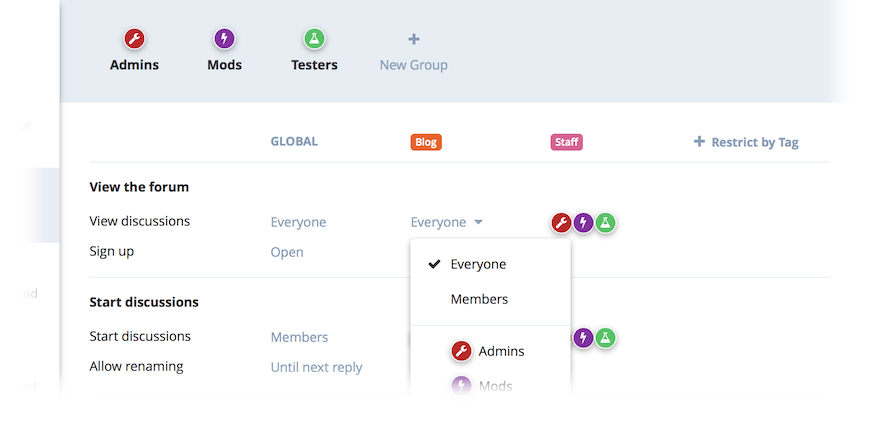 Admins Mods Testers New Group
GLOBAL Blog Staff Restrict by Tag
View the forum
View discussions Everyone Everyone
Sign up Open
Everyone
Members
Start discussions
Start discussions Members
Admins
Allow renaming Until next reply
Mods